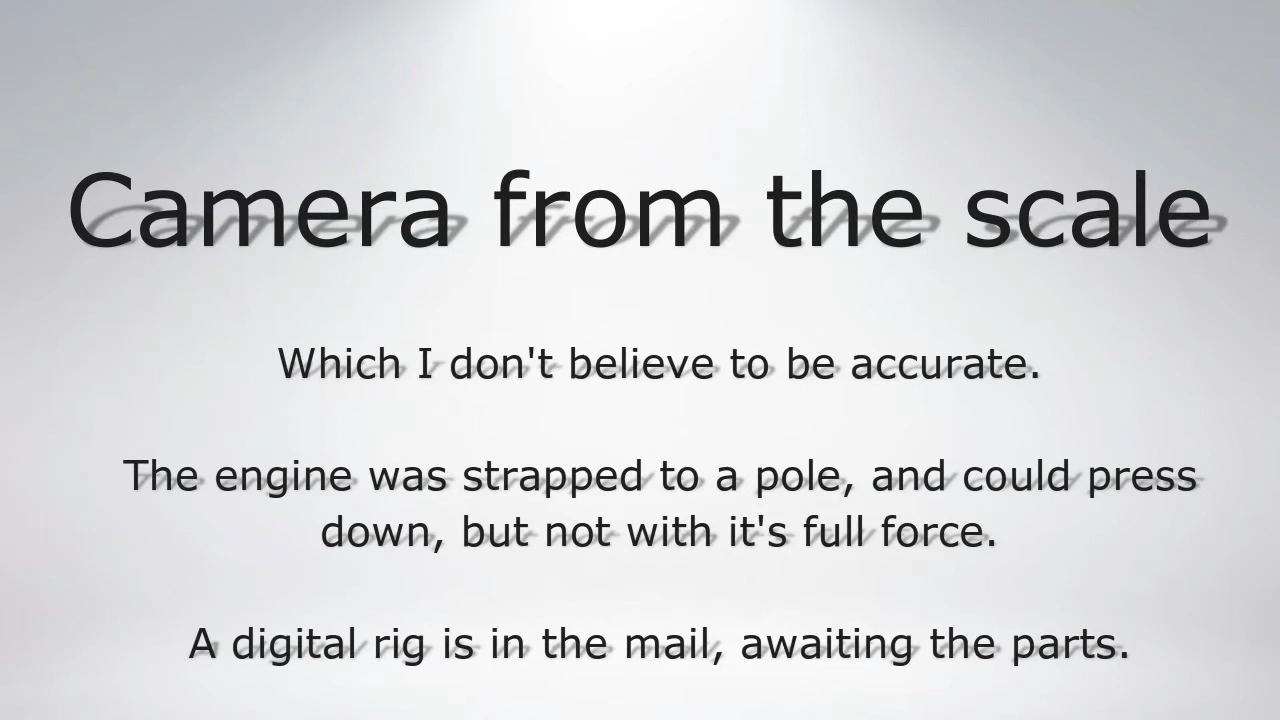 Camera from the scale
Which I don't believe to be accurate.
The engine was strapped to a pole, and could press
down, but not with it's full force.
A digital rig is in the mail, awaiting the parts.